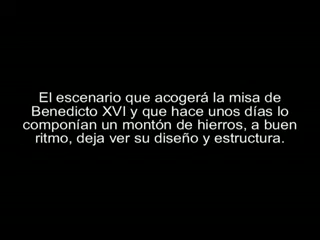 El escenario que acogerá la misa de
Benedicto XVI y que hace unos días lo
componían un montón de hierros, a buen
ritmo, deja ver su diseño y estructura.